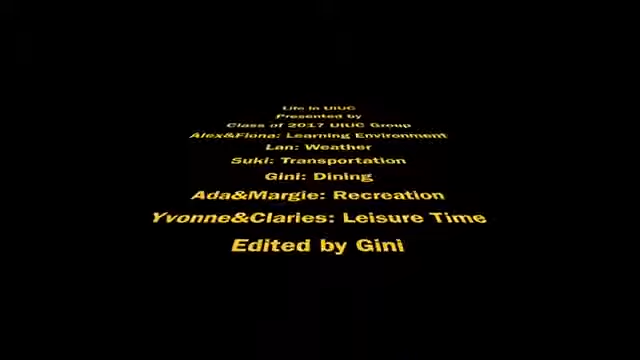 Life in UIUC
Presented by
Class of 2017 UIUC Group
Alex&Fiona: Learning Environment
Lan: Weather
Suki: Transportation
Gini: Dining
Ada&Margie: Recreation
Yvonne&Claries: Leisure Time
Edited by Gini